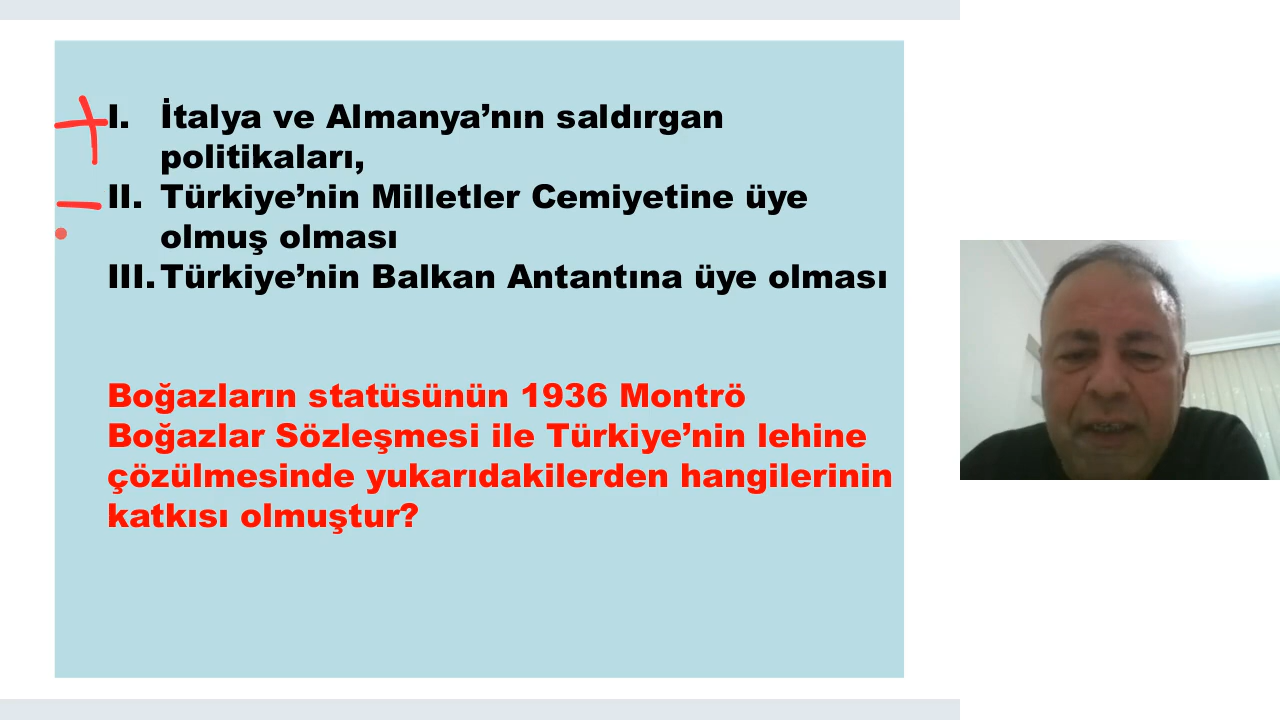 I. İtalya ve Almanya’nın saldırgan
politikaları,
II. Türkiye’nin Milletler Cemiyetine üye
olmuş olması
III. Türkiye’nin Balkan Antantına üye olması
Boğazların statüsünün 1936 Montrö
Boğazlar Sözleşmesi ile Türkiye’nin lehine
çözülmesinde yukarıdakilerden hangilerinin
katkısı olmuştur?